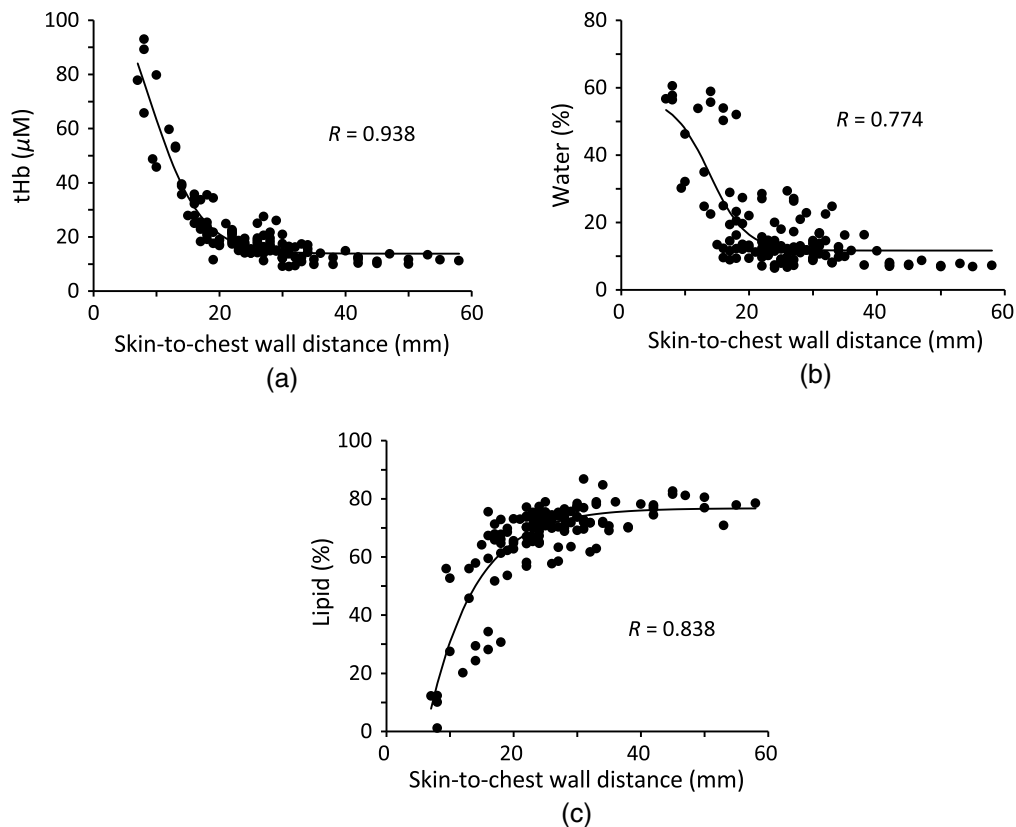 100
80
60
40
20
0
tHb (μM)
R = 0.938
0 20 40 60
Skin-to-chest wall distance (mm)
(a)
80
60
40
20
0
Water (%)
R = 0.774
0 20 40 60
Skin-to-chest wall distance (mm)
(b)
100
80
60
40
20
0
Lipid (%)
R = 0.838
0 20 40 60
Skin-to-chest wall distance (mm)
(c)